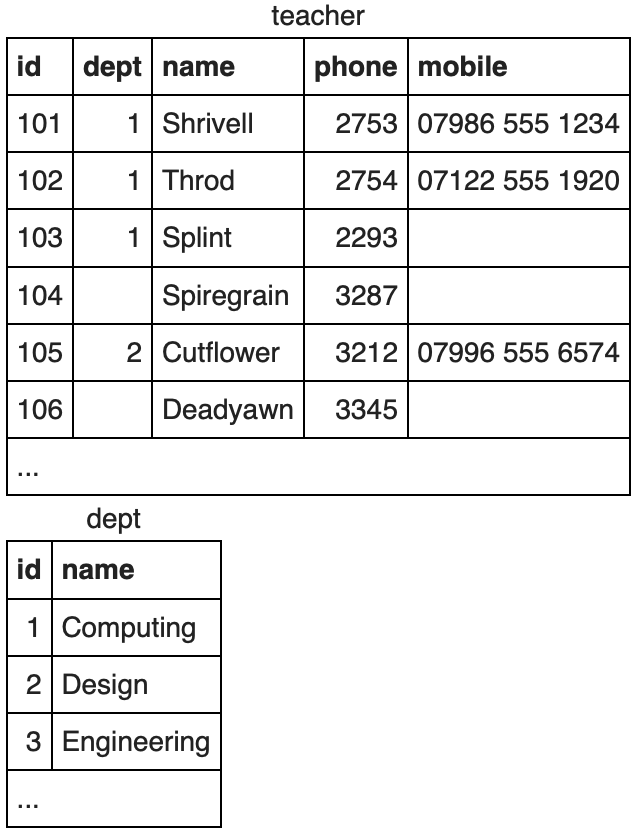 teacher
id dept name phone mobile
101 1 Shrivell 2753 07986 555 1234
102 1 Throd 2754 07122 555 1920
103 1 Splint 2293
104 Spiregrain 3287
105 2 Cutflower 3212 07996 555 6574
106 Deadyawn 3345
...
dept
id name
1 Computing
2 Design
3 Engineering
...